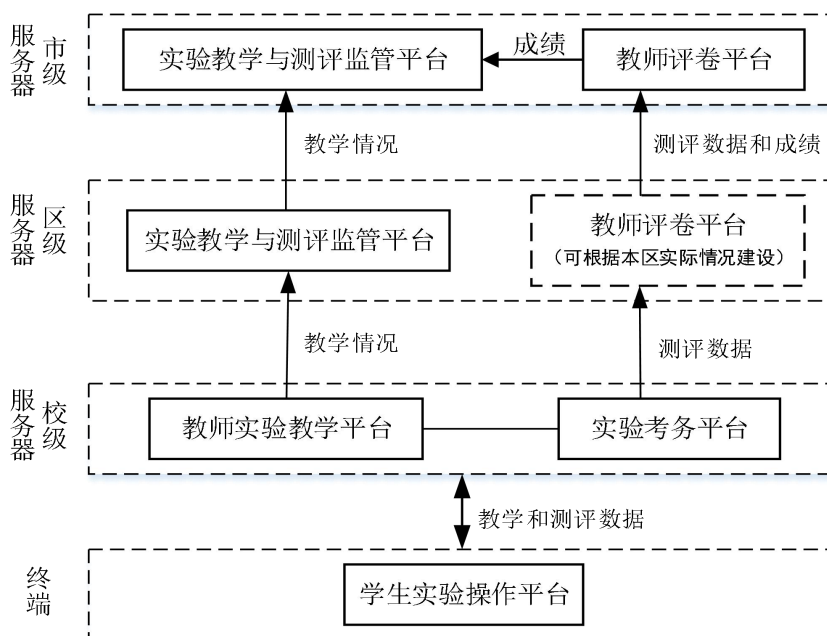 市级服务器
实验教学与测评监管平台
成绩
教师评卷平台
教学情况
测评数据和成绩
区级服务器
实验教学与测评监管平台
教师评卷平台
（可根据本区实际情况建设）
教学情况
测评数据
校级服务器
教师实验教学平台
实验考务平台
教学和测评数据
终端
学生实验操作平台